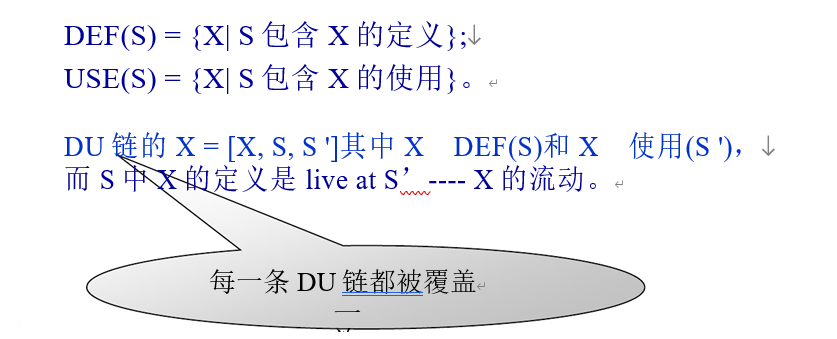 DEF(S) = {X| S 包含 X 的定义};↓
USE(S) = {X| S 包含 X 的使用}。
DU 链的 X = [X, S, S ']其中 X    DEF(S)和 X    使用(S ')，↓
而 S 中 X 的定义是 live at S’---- X 的流动。
每一条 DU 链都被覆盖
一